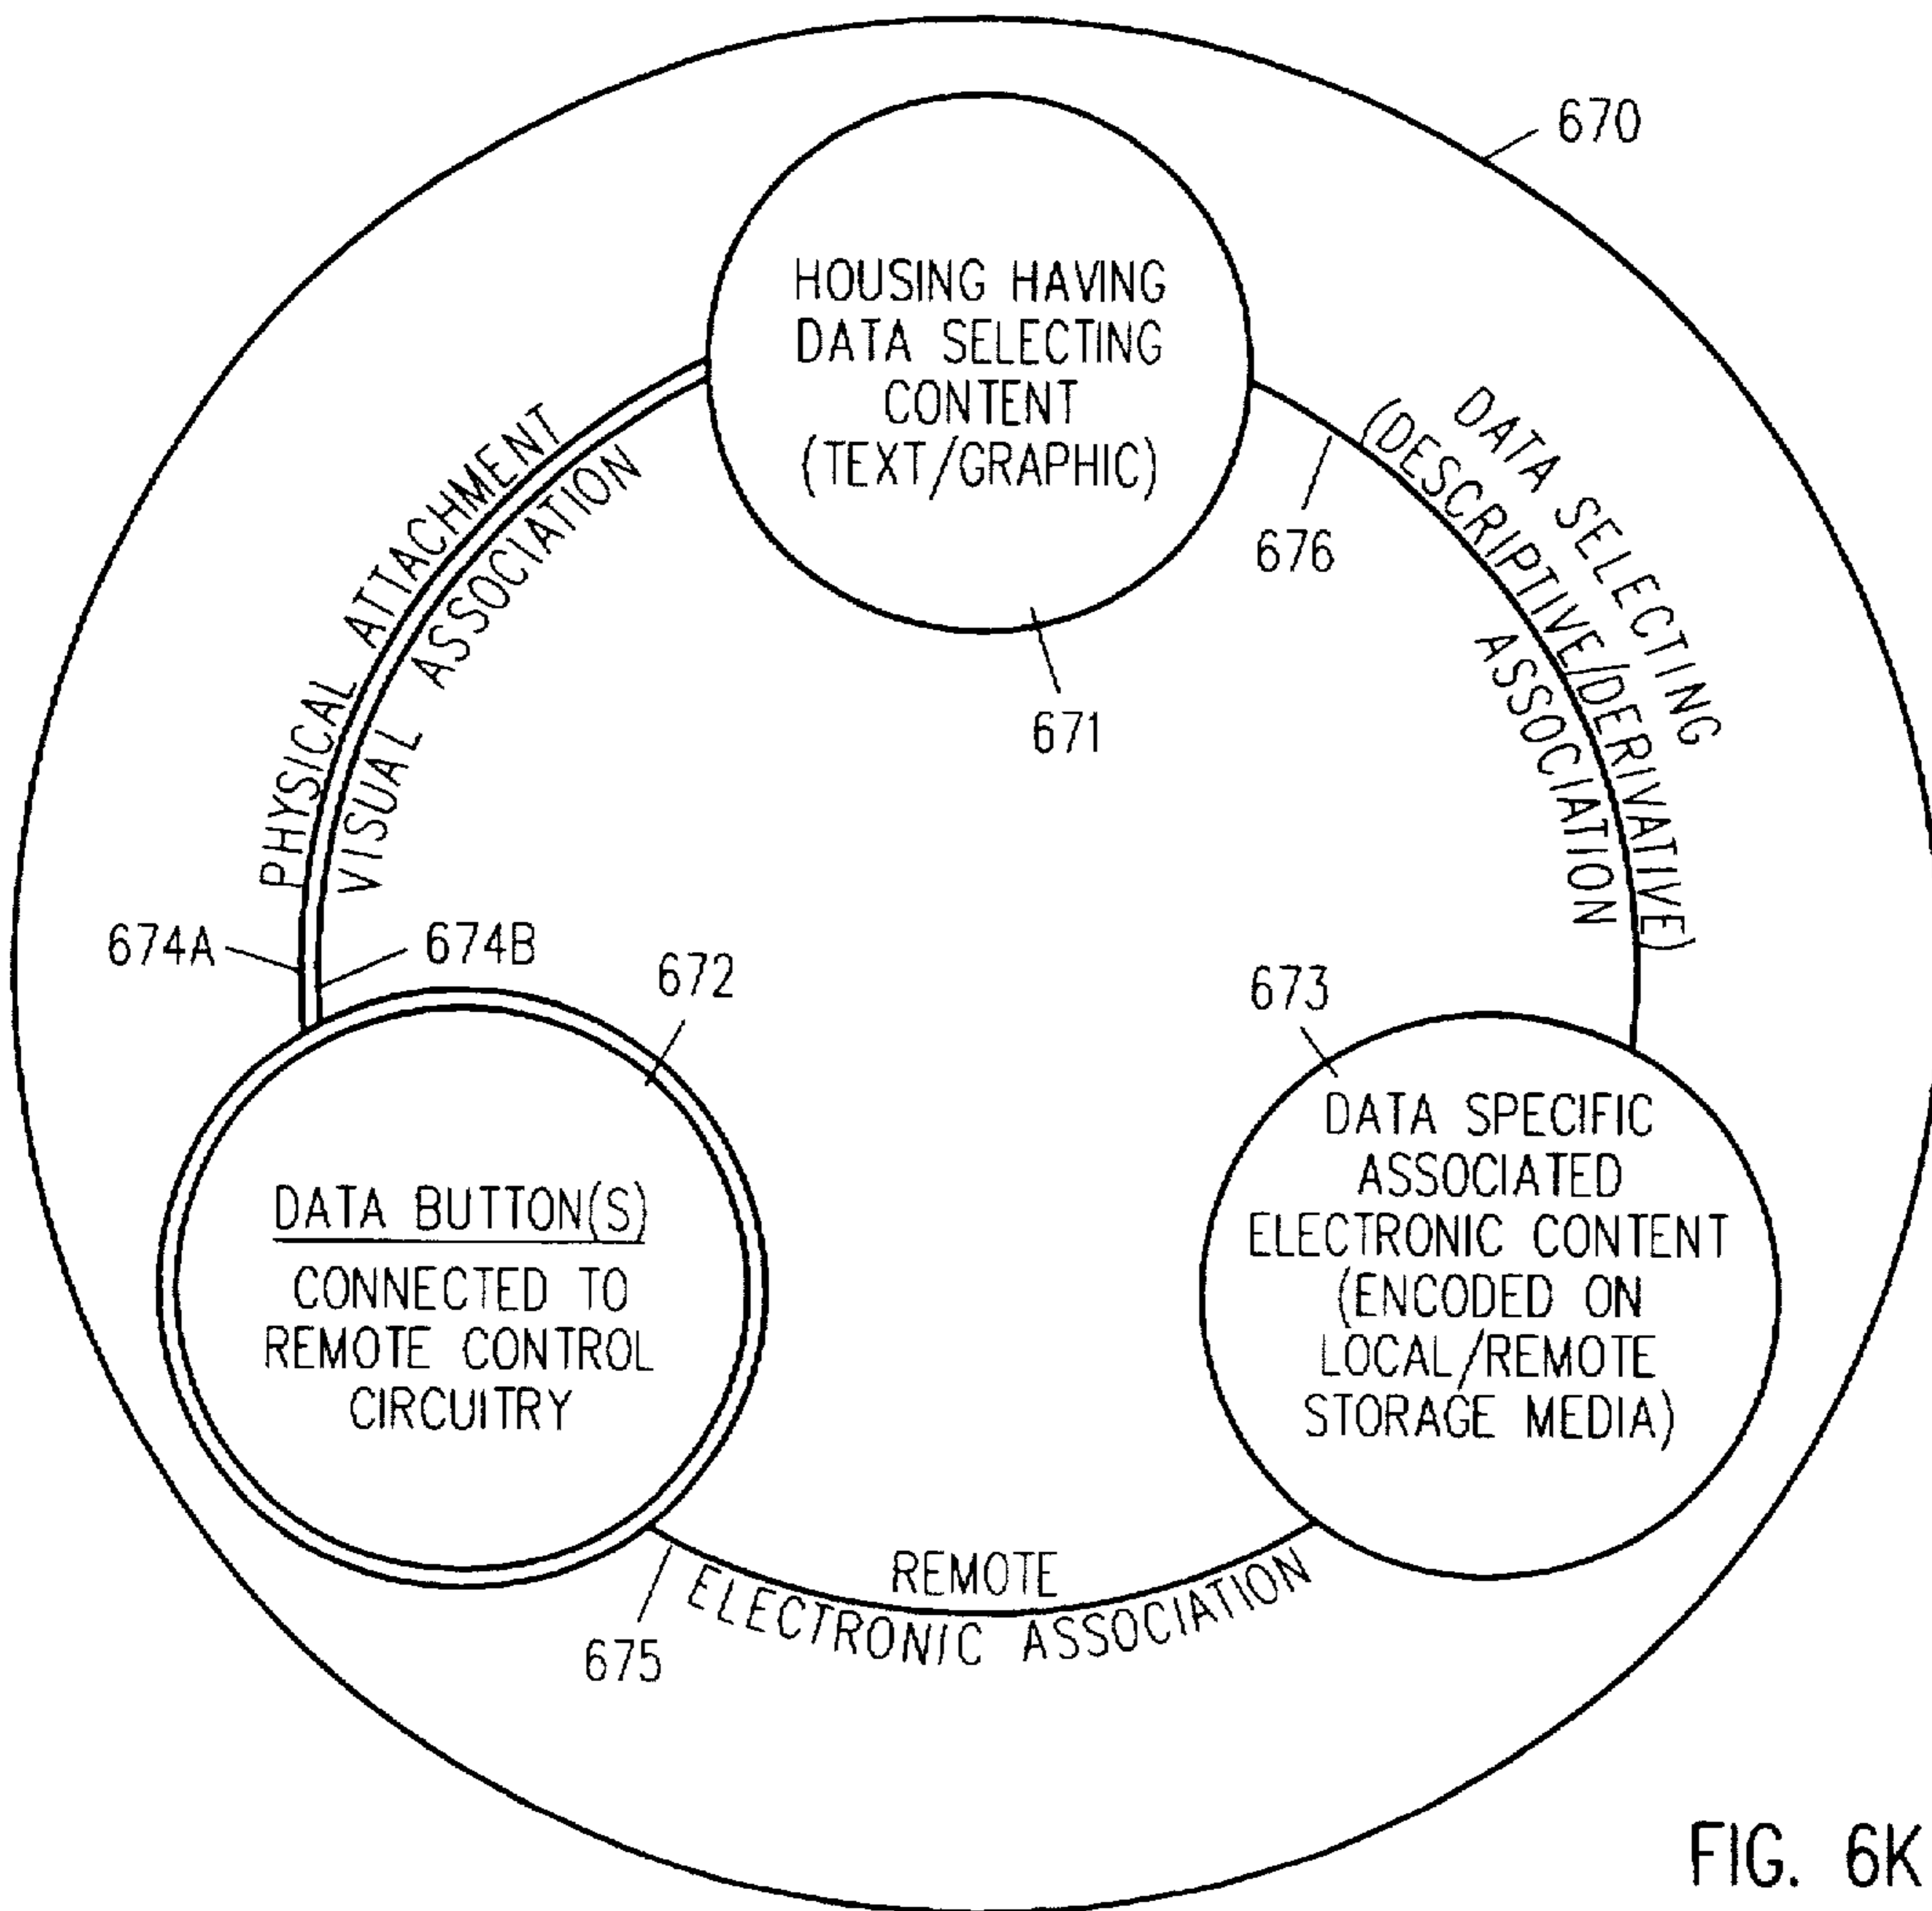 670
HOUSING HAVING
DATA SELECTING
CONTENT
(TEXT/GRAPHIC)
671
676
PHYSICAL ATTACHMENT
VISUAL ASSOCIATION
DATA SELECTING
(DESCRIPTIVE/DERIVATIVE)
ASSOCIATION
674A
674B
672
673
DATA BUTTON(S)
CONNECTED TO
REMOTE CONTROL
CIRCUITRY
DATA SPECIFIC
ASSOCIATED
ELECTRONIC CONTENT
(ENCODED ON
LOCAL/REMOTE
STORAGE MEDIA)
REMOTE
ELECTRONIC ASSOCIATION
675
FIG. 6K